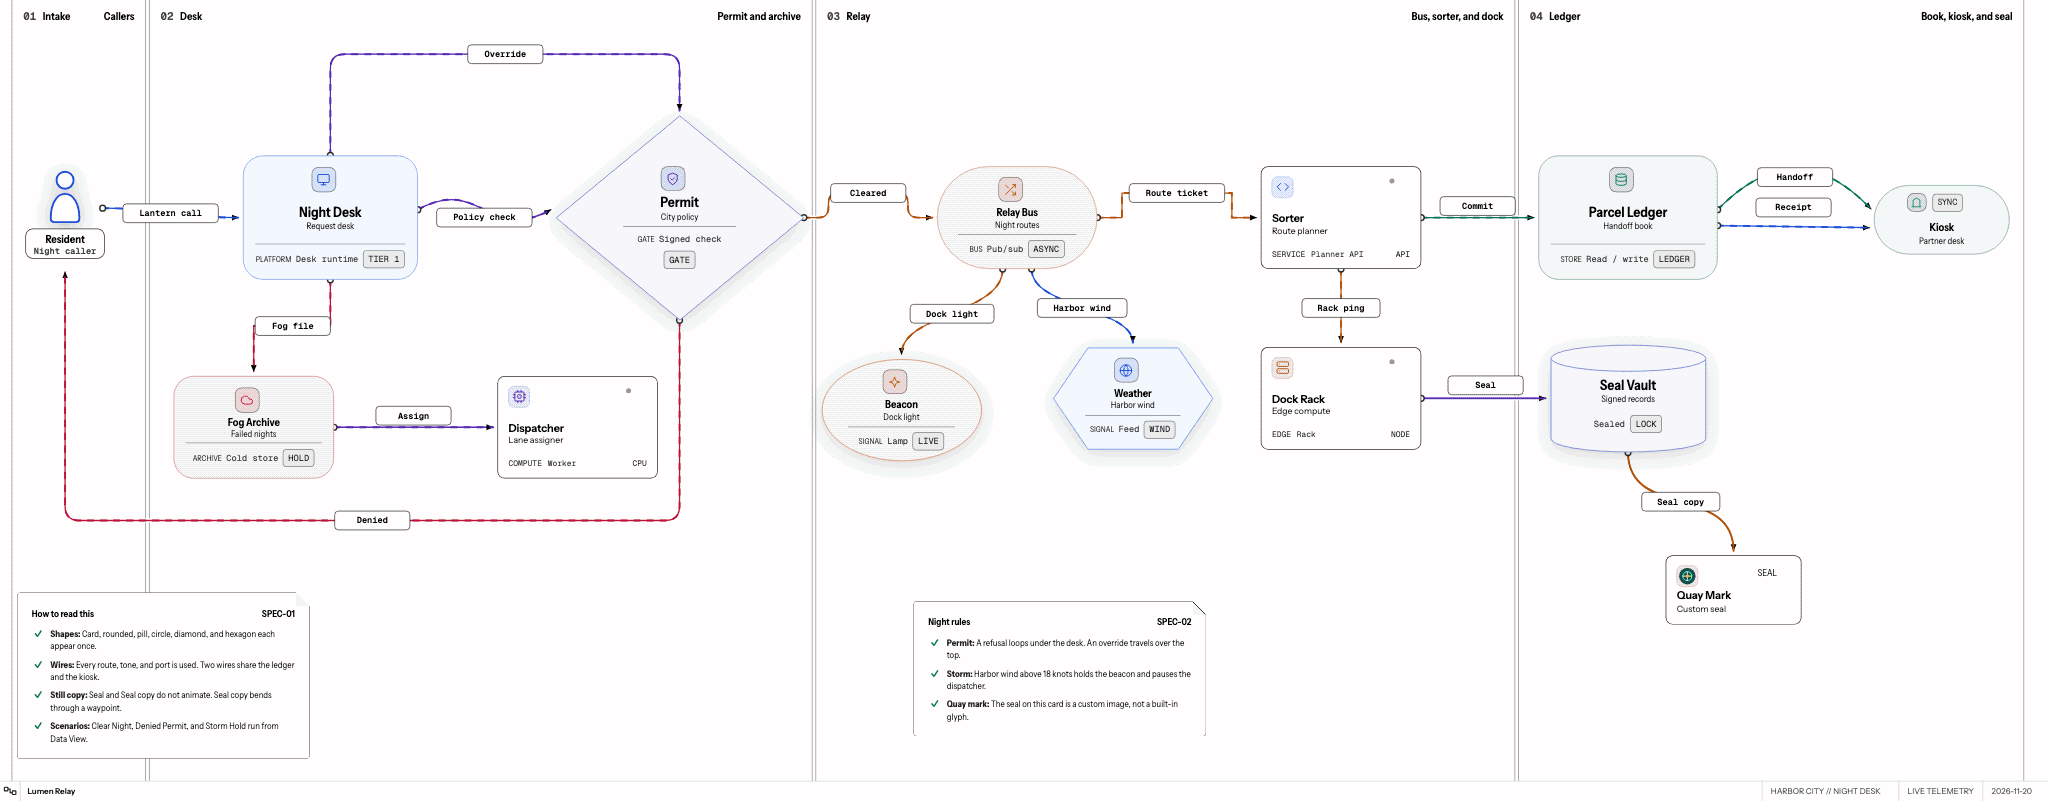 01 Intake
Callers
02 Desk
Permit and archive
03 Relay
Bus, sorter, and dock
04 Ledger
Book, kiosk, and seal
Override
Resident
Night caller
Lantern call
Night Desk
Request desk
PLATFORM Desk runtime TIER 1
Policy check
Permit
City policy
GATE Signed check
GATE
Cleared
Relay Bus
Night routes
BUS Pub/sub ASYNC
Route ticket
Sorter
Route planner
SERVICE Planner API API
Commit
Parcel Ledger
Handoff book
STORE Read / write LEDGER
Handoff
Receipt
SYNC
Kiosk
Partner desk
Fog file
Fog Archive
Failed nights
ARCHIVE Cold store HOLD
Assign
Dispatcher
Lane assigner
COMPUTE Worker CPU
Denied
Dock light
Harbor wind
Beacon
Dock light
SIGNAL Lamp LIVE
Weather
Harbor wind
SIGNAL Feed WIND
Rack ping
Dock Rack
Edge compute
EDGE Rack NODE
Seal
Seal Vault
Signed records
Sealed LOCK
Seal copy
SEAL
Quay Mark
Custom seal
How to read this SPEC-01
Shapes: Card, rounded, pill, circle, diamond, and hexagon each
appear once.
Wires: Every route, tone, and port is used. Two wires share the ledger
and the kiosk.
Still copy: Seal and Seal copy do not animate. Seal copy bends
through a waypoint.
Scenarios: Clear Night, Denied Permit, and Storm Hold run from
Data View.
Night rules SPEC-02
Permit: A refusal loops under the desk. An override travels over the
top.
Storm: Harbor wind above 18 knots holds the beacon and pauses the
dispatcher.
Quay mark: The seal on this card is a custom image, not a built-in
glyph.
Lumen Relay
HARBOR CITY // NIGHT DESK
LIVE TELEMETRY
2026-11-20